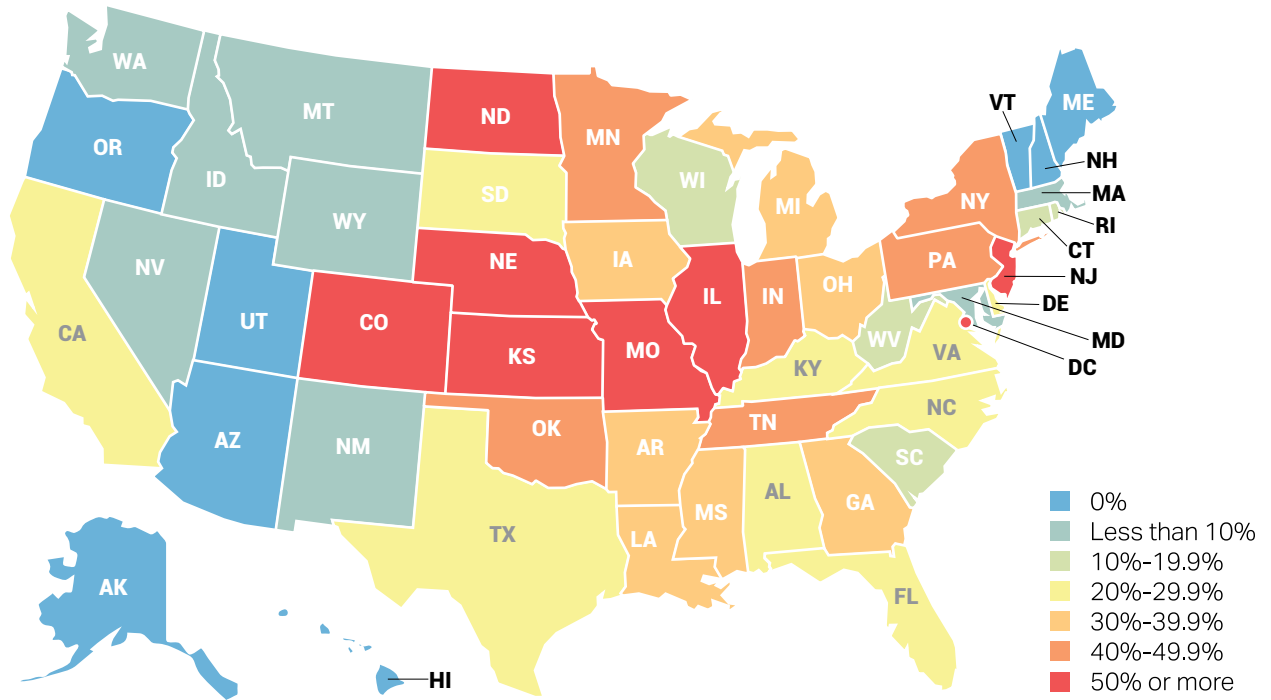 WA
MT
ND
MN
VT
ME
OR
ID
WY
SD
WI
MI
NY
NH
MA
RI
CT
NJ
DE
MD
DC
NV
UT
CO
NE
IA
IL
IN
OH
PA
CA
KS
MO
KY
WV
VA
AZ
NM
OK
AR
TN
NC
SC
TX
LA
MS
AL
GA
FL
AK
HI
0%
Less than 10%
10%-19.9%
20%-29.9%
30%-39.9%
40%-49.9%
50% or more